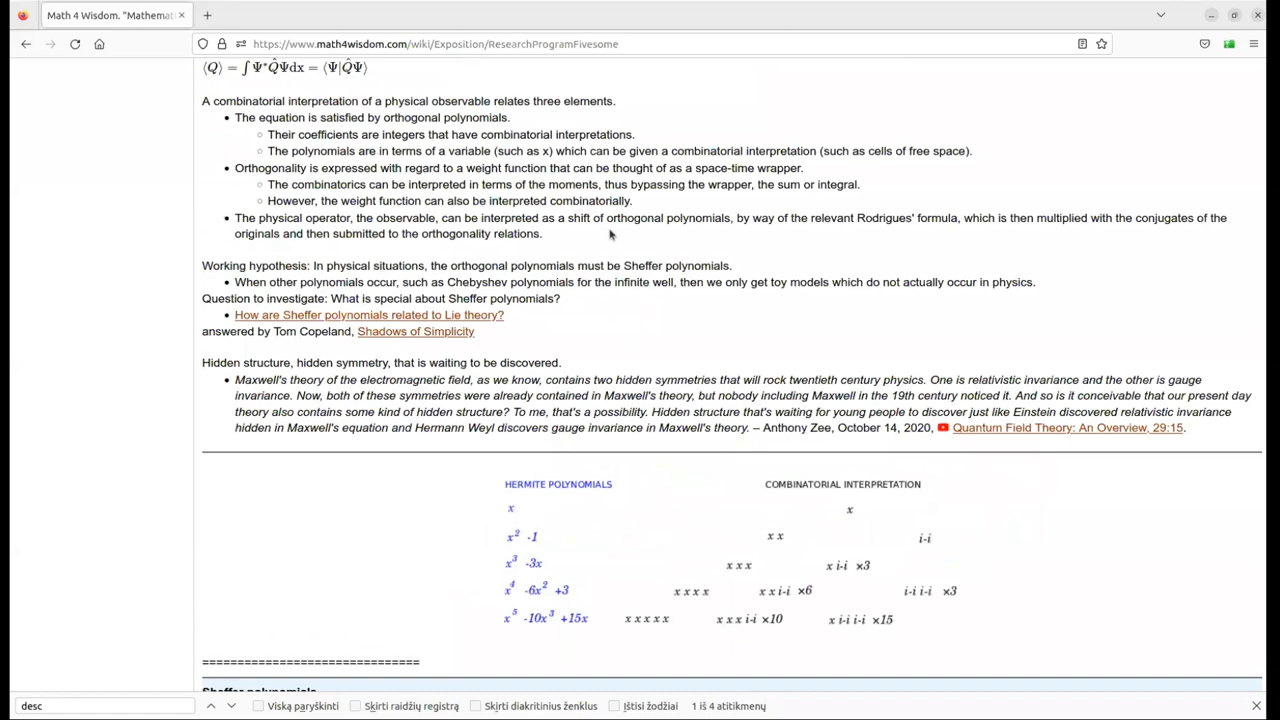 Math 4 Wisdom. "Mathemat
https://www.math4wisdom.com/wiki/Exposition/ResearchProgramFivesome
⟨Q⟩ = ∫ Ψ*Q̂Ψdx = ⟨Ψ|Q̂Ψ⟩
A combinatorial interpretation of a physical observable relates three elements.
• The equation is satisfied by orthogonal polynomials.
○ Their coefficients are integers that have combinatorial interpretations.
○ The polynomials are in terms of a variable (such as x) which can be given a combinatorial interpretation (such as cells of free space).
• Orthogonality is expressed with regard to a weight function that can be thought of as a space-time wrapper.
○ The combinatorics can be interpreted in terms of the moments, thus bypassing the wrapper, the sum or integral.
○ However, the weight function can also be interpreted combinatorially.
• The physical operator, the observable, can be interpreted as a shift of orthogonal polynomials, by way of the relevant Rodrigues' formula, which is then multiplied with the conjugates of the
originals and then submitted to the orthogonality relations.
Working hypothesis: In physical situations, the orthogonal polynomials must be Sheffer polynomials.
• When other polynomials occur, such as Chebyshev polynomials for the infinite well, then we only get toy models which do not actually occur in physics.
Question to investigate: What is special about Sheffer polynomials?
• How are Sheffer polynomials related to Lie theory?
answered by Tom Copeland, Shadows of Simplicity
Hidden structure, hidden symmetry, that is waiting to be discovered.
• Maxwell's theory of the electromagnetic field, as we know, contains two hidden symmetries that will rock twentieth century physics. One is relativistic invariance and the other is gauge
invariance. Now, both of these symmetries were already contained in Maxwell's theory, but nobody including Maxwell in the 19th century noticed it. And so is it conceivable that our present day
theory also contains some kind of hidden structure? To me, that's a possibility. Hidden structure that's waiting for young people to discover just like Einstein discovered relativistic invariance
hidden in Maxwell's equation and Hermann Weyl discovers gauge invariance in Maxwell's theory. – Anthony Zee, October 14, 2020, Quantum Field Theory: An Overview, 29:15.
HERMITE POLYNOMIALS COMBINATORIAL INTERPRETATION
x x
x² -1 x x i-i
x³ -3x x x x x i-i ×3
x⁴ -6x² +3 x x x x x x i-i ×6 i-i i-i ×3
x⁵ -10x³ +15x x x x x x x x x i-i ×10 x i-i i-i ×15
==============================
Sheffer polynomials
desc Viską paryškinti Skirti raidžių registrą Skirti diakritinius ženklus Ištisi žodžiai 1 iš 4 atitikmenų